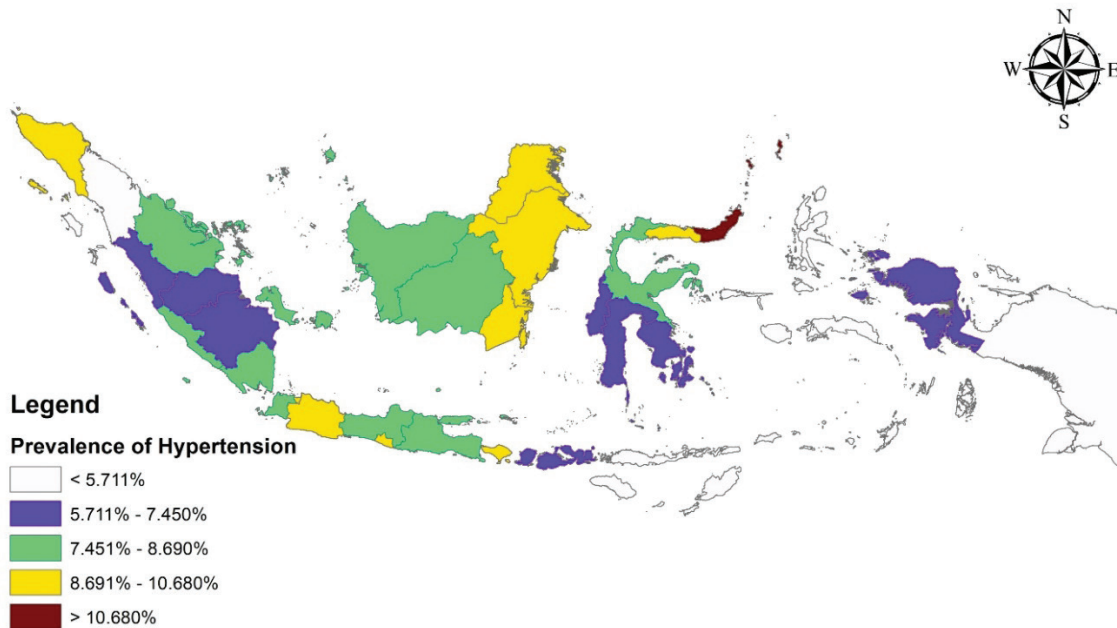 N
W E
S
Legend
Prevalence of Hypertension
< 5.711%
5.711% - 7.450%
7.451% - 8.690%
8.691% - 10.680%
> 10.680%